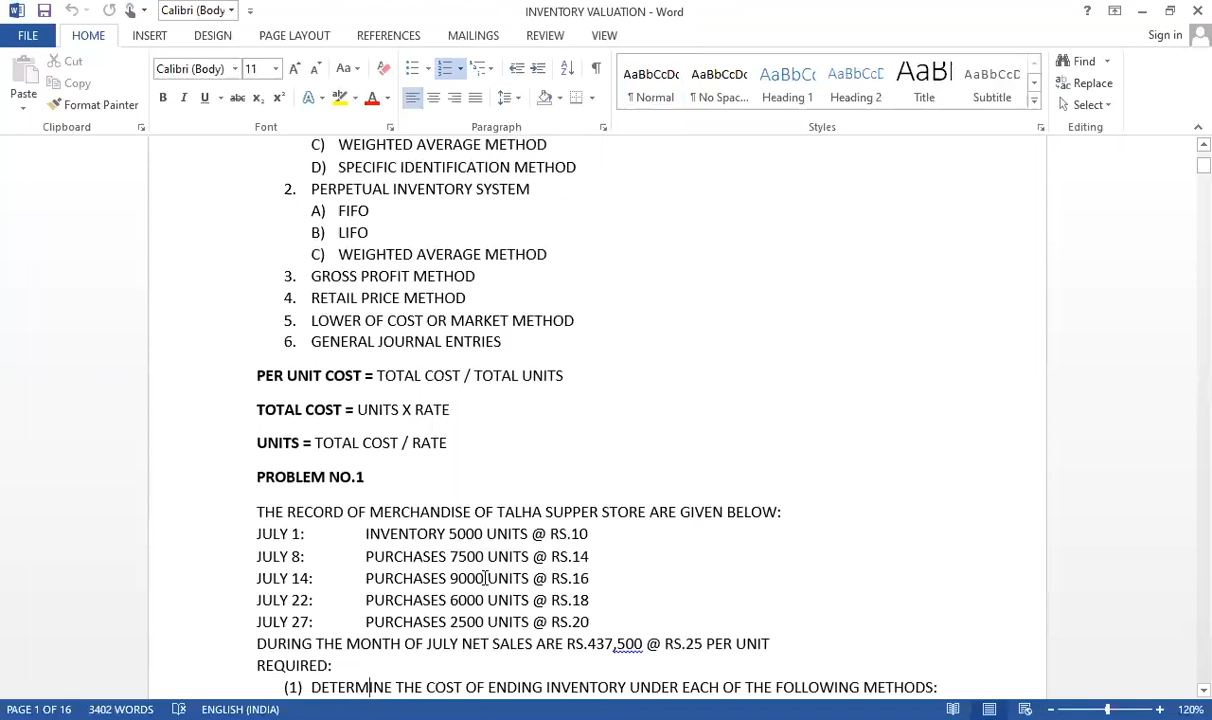 Calibri (Body
INVENTORY VALUATION - Word
?
FILE
HOME
INSERT
DESIGN
PAGE LAYOUT
REFERENCES
MAILINGS
REVIEW
VIEW
Sign in
Paste
Cut
Copy
Format Painter
Clipboard
Calibri (Body)
11
Font
Paragraph
AaBbCcDc
¶ Normal
AaBbCcDc
¶ No Spac...
AaBbCc
Heading 1
AaBbCcD
Heading 2
AaBl
Title
AaBbCcD
Subtitle
Styles
Find
Replace
Select
Editing
C) WEIGHTED AVERAGE METHOD
D) SPECIFIC IDENTIFICATION METHOD
2. PERPETUAL INVENTORY SYSTEM
A) FIFO
B) LIFO
C) WEIGHTED AVERAGE METHOD
3. GROSS PROFIT METHOD
4. RETAIL PRICE METHOD
5. LOWER OF COST OR MARKET METHOD
6. GENERAL JOURNAL ENTRIES
PER UNIT COST = TOTAL COST / TOTAL UNITS
TOTAL COST = UNITS X RATE
UNITS = TOTAL COST / RATE
PROBLEM NO.1
THE RECORD OF MERCHANDISE OF TALHA SUPPER STORE ARE GIVEN BELOW:
JULY 1: INVENTORY 5000 UNITS @ RS.10
JULY 8: PURCHASES 7500 UNITS @ RS.14
JULY 14: PURCHASES 9000 UNITS @ RS.16
JULY 22: PURCHASES 6000 UNITS @ RS.18
JULY 27: PURCHASES 2500 UNITS @ RS.20
DURING THE MONTH OF JULY NET SALES ARE RS.437,500 @ RS.25 PER UNIT
REQUIRED:
(1) DETERMINE THE COST OF ENDING INVENTORY UNDER EACH OF THE FOLLOWING METHODS:
PAGE 1 OF 16
3402 WORDS
ENGLISH (INDIA)
120%